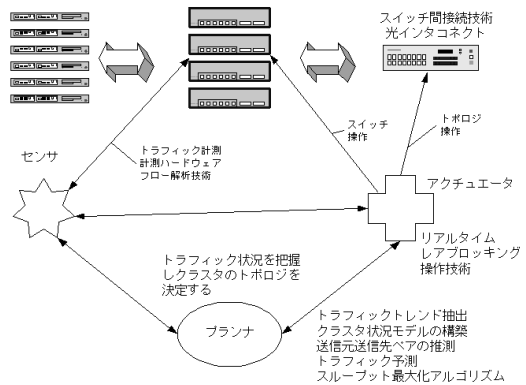 スイッチ間接続技術
光インタコネクト
スイッチ
操作
トポロジ
操作
トラフィック計測
計測ハードウェア
フロー解析技術
センサ
アクチュエータ
リアルタイム
レアブロッキング
操作技術
トラフィック状況を把握
しクラスタのトポロジを
決定する
プランナ
トラフィックトレンド抽出
クラスタ状況モデルの構築
送信元送信先ペアの推測
トラフィック予測
スループット最大化アルゴリズム